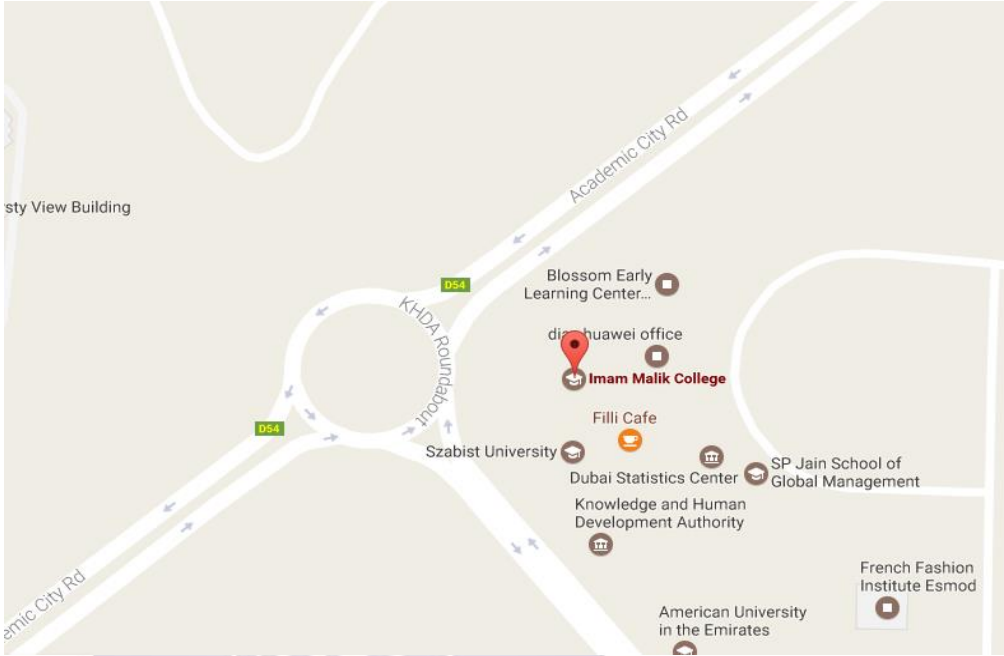 Academic City Rd
rsty View Building
D54
Blossom Early
Learning Center...
KHDA Roundabout
huawei office
Imam Malik College
Filli Cafe
D54
Szabist University
SP Jain School of
Global Management
Dubai Statistics Center
Knowledge and Human
Development Authority
French Fashion
Institute Esmod
emic City Rd
American University
in the Emirates